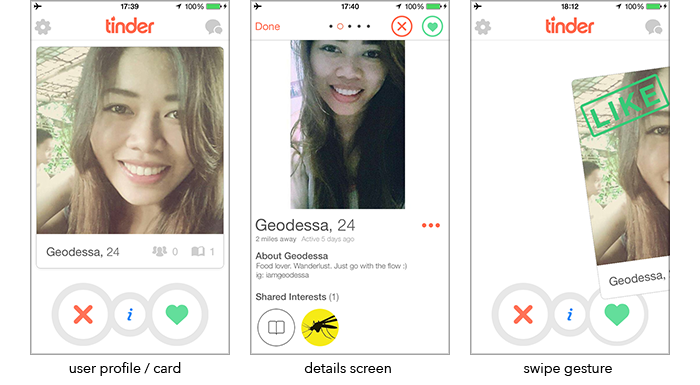 17:39
100%
tinder
Geodessa, 24
0
1
i
user profile / card
17:40
100%
Done
Geodessa, 24
2 miles away Active 5 days ago
About Geodessa
Food lover. Wanderlust. Just go with the flow :)
ig: iamgeodessa
Shared Interests (1)
details screen
18:12
100%
tinder
LIKE
Geodessa,
i
swipe gesture